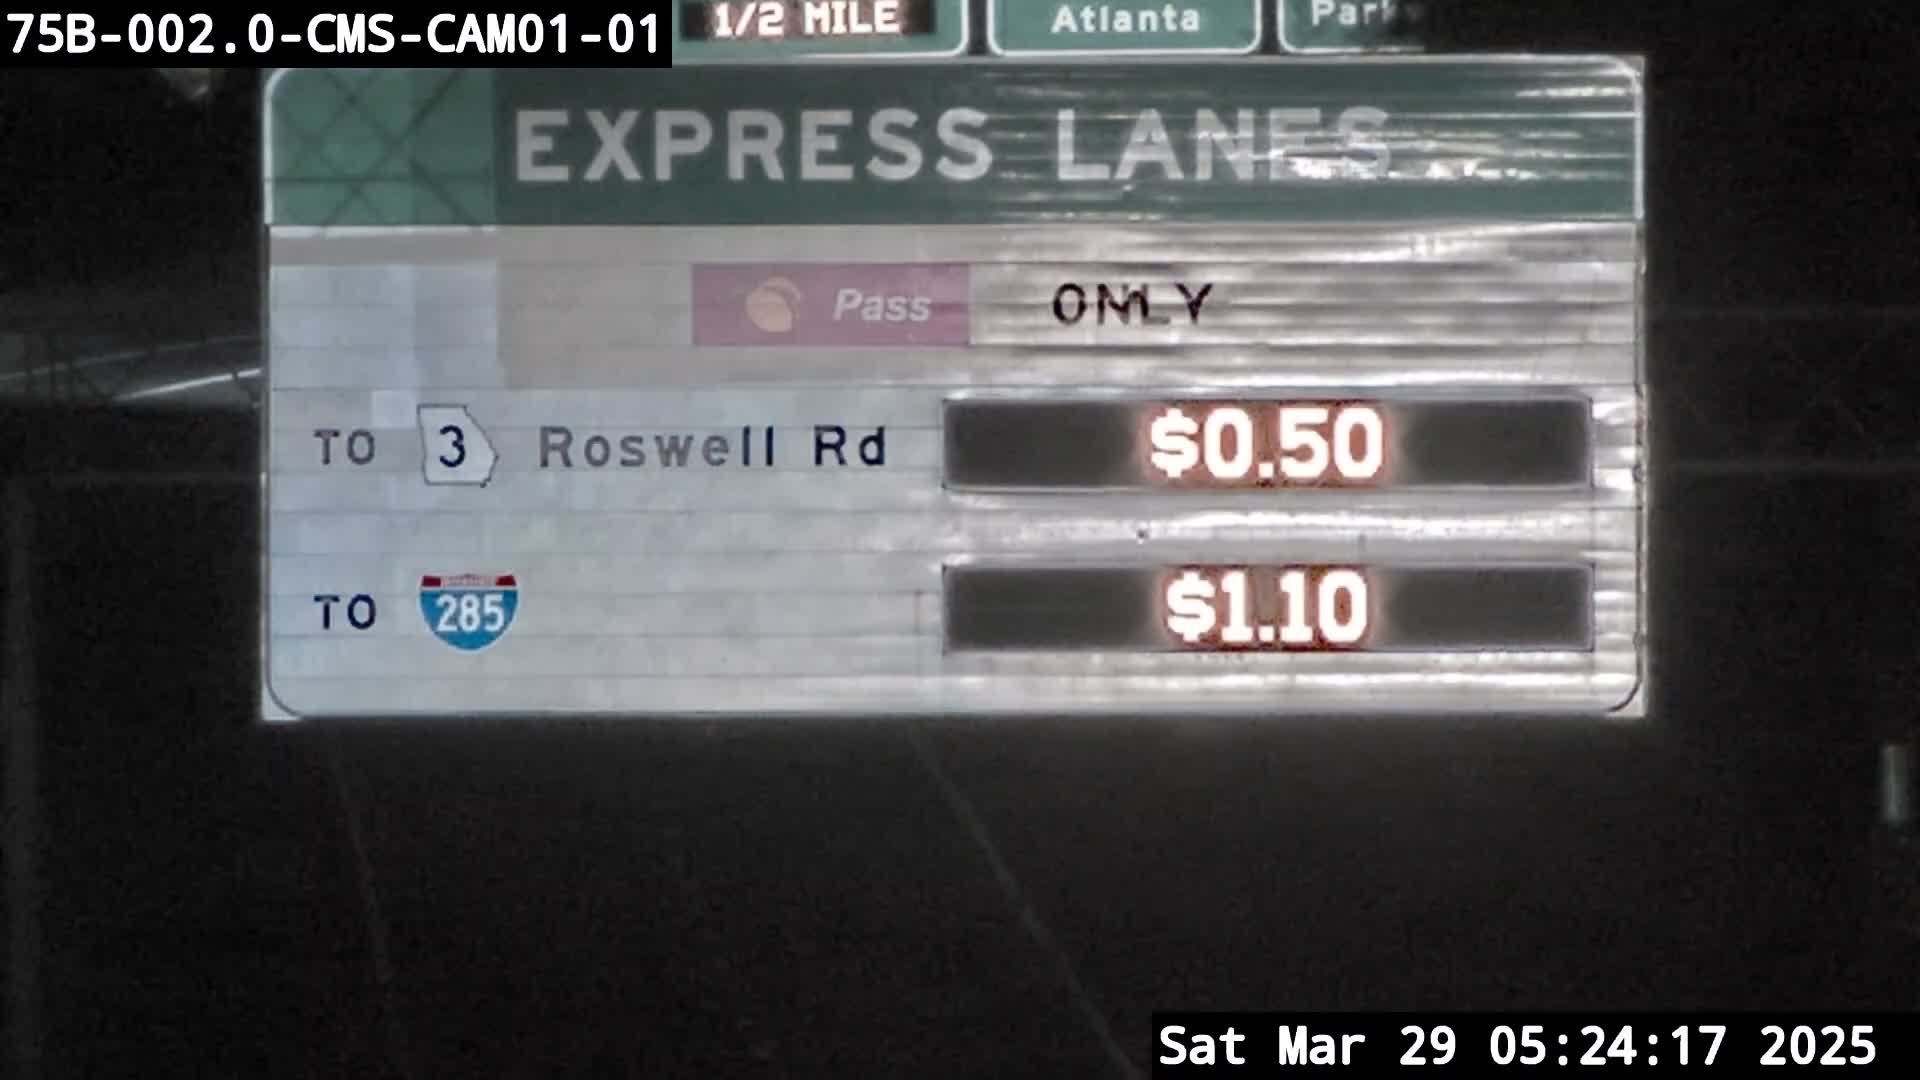 75B-002.0-CMS-CAM01-01
1/2 MILE
Atlanta
EXPRESS LANES
Pass ONLY
TO 3 Roswell Rd $0.50
TO 285 $1.10
Sat Mar 29 05:24:17 2025